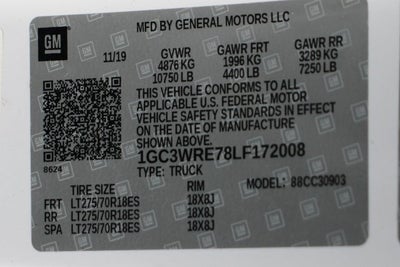 GM
MFD BY GENERAL MOTORS LLC
11/19 GVWR GAWR FRT GAWR RR
4876 KG 1996 KG 3289 KG
10750 LB 4400 LB 7250 LB
THIS VEHICLE CONFORMS TO ALL
APPLICABLE U.S. FEDERAL MOTOR
VEHICLE SAFETY STANDARDS IN EFFECT
ON THE DATE OF MANUFACTURE
SHOWN ABOVE.
1GC3WRE78LF172008
8624
TYPE: TRUCK
MODEL: 88CC30903
TIRE SIZE RIM
FRT LT275/70R18ES 18X8J
RR LT275/70R18ES 18X8J
SPA LT275/70R18ES 18X8J